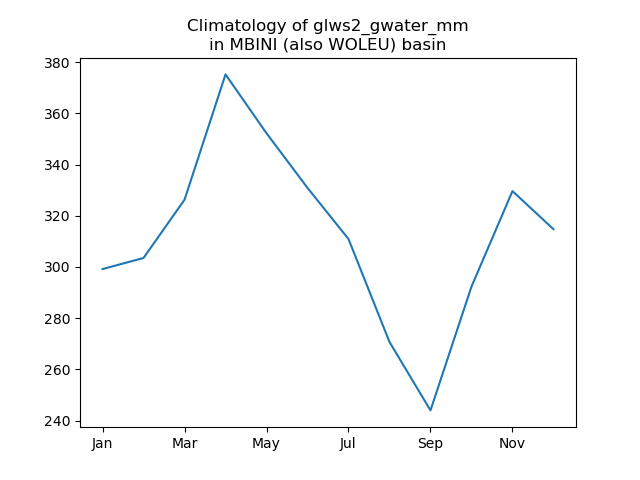 Climatology of glws2_gwater_mm
in MBINI (also WOLEU) basin
380
360
340
320
300
280
260
240
Jan Mar May Jul Sep Nov